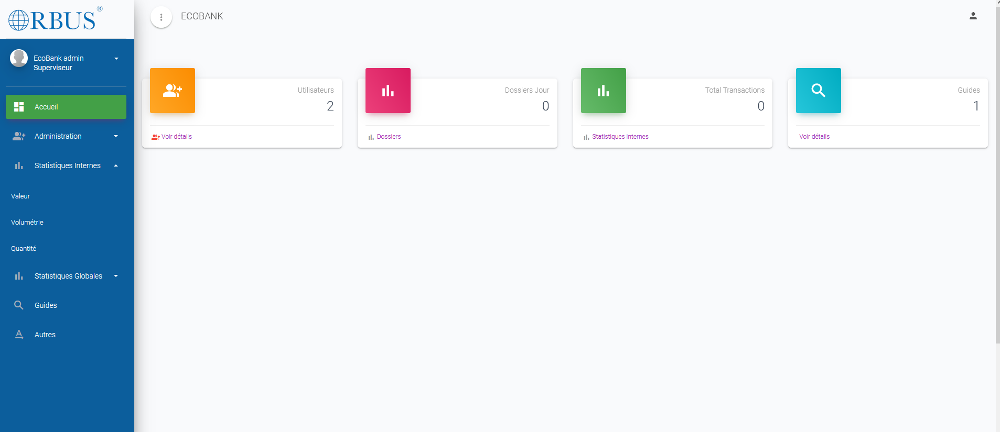 ORBUS®
ECOBANK
EcoBank admin
Superviseur
Accueil
Administration
Statistiques Internes
Valeur
Volumétrie
Quantité
Statistiques Globales
Guides
Autres
Utilisateurs
2
Voir détails
Dossiers Jour
0
Dossiers
Total Transactions
0
Statistiques internes
Guides
1
Voir détails